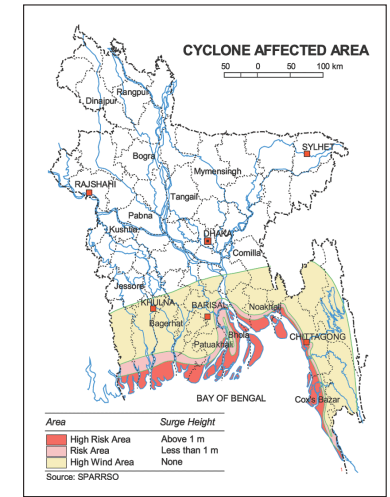 CYCLONE AFFECTED AREA
50 0 50 100 km
Rangpur
Dinajpur
SYLHET
Bogra
Mymensingh
RAJSHAHI
Tangail
Pabna
Kushtia
DHAKA
Comilla
Jessore
KHULNA
BARISAL
Noakhali
Bagerhat
Bhola
CHITTAGONG
Patuakhali
Cox's Bazar
BAY OF BENGAL
Area Surge Height
High Risk Area Above 1 m
Risk Area Less than 1 m
High Wind Area None
Source: SPARRSO